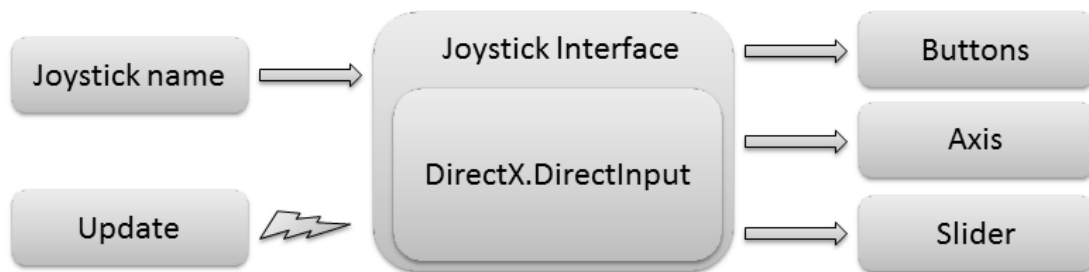 Joystick name
Update
Joystick Interface
DirectX.DirectInput
Buttons
Axis
Slider